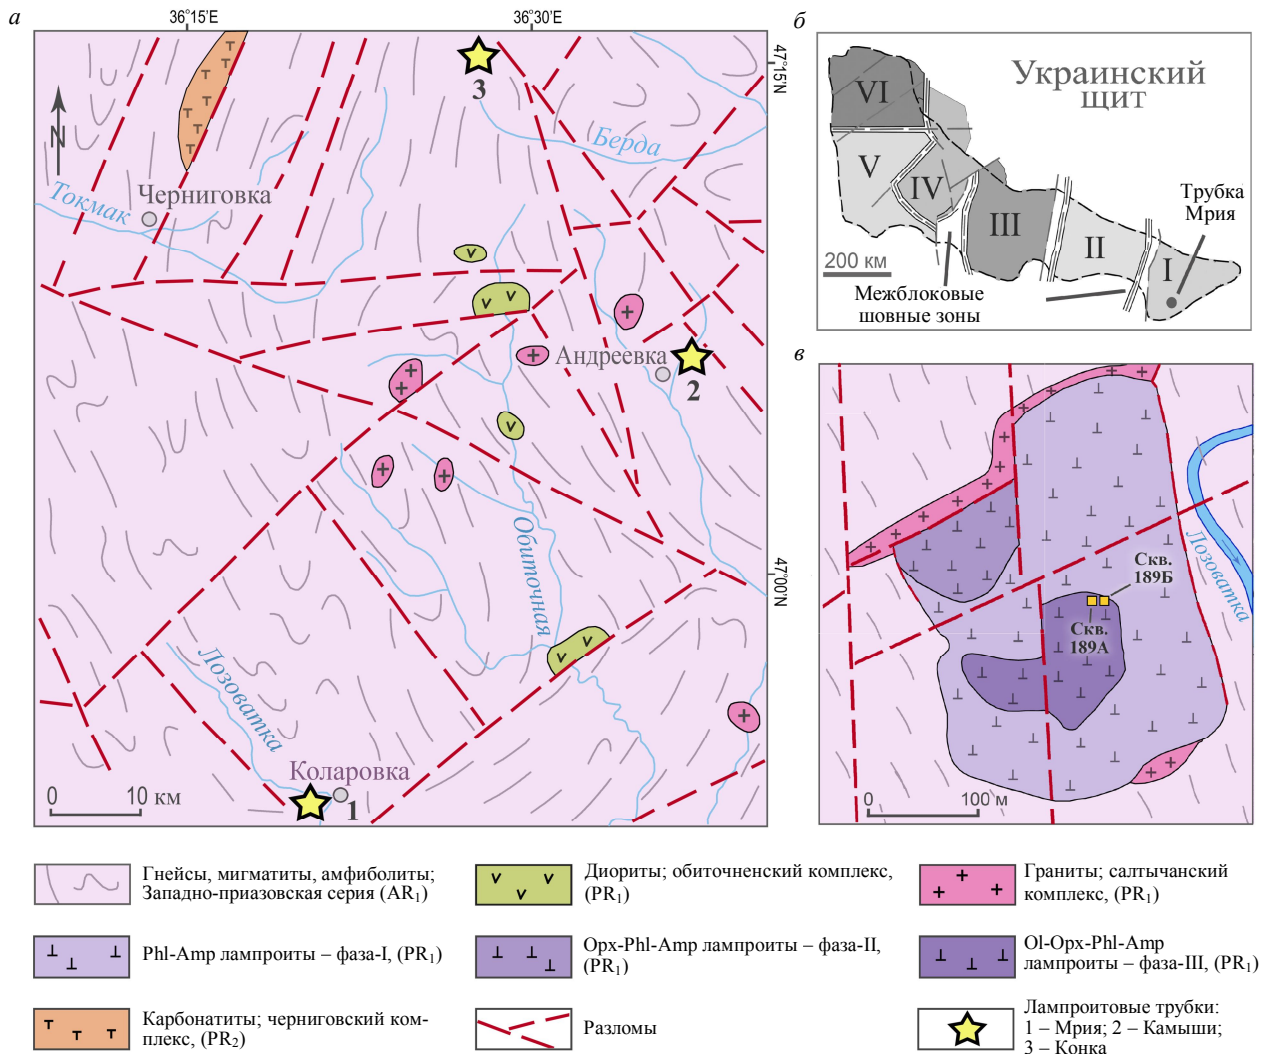 а
36°15'E
36°30'E
3
47°15'N
N
Берда
Токмак
Черниговка
Андреевка
2
Обиточная
47°00'N
Лозоватка
Коларовка
1
0 10 км
б
Украинский
щит
VI
V
IV
III
II
I
Трубка
Мрия
200 км
Межблоковые
шовные зоны
в
Скв.
189Б
Скв.
189А
Лозоватка
0 100 м
Гнейсы, мигматиты, амфиболиты;
Западно-приазовская серия (AR₁)
Диориты; обиточненский комплекс,
(PR₁)
Граниты; салтычанский
комплекс, (PR₁)
Phl-Amp лампроиты – фаза-I, (PR₁)
Opx-Phl-Amp лампроиты – фаза-II,
(PR₁)
Ol-Opx-Phl-Amp
лампроиты – фаза-III, (PR₁)
Карбонатиты; черниговский ком-
плекс, (PR₂)
Разломы
Лампроитовые трубки:
1 – Мрия; 2 – Камыши;
3 – Конка